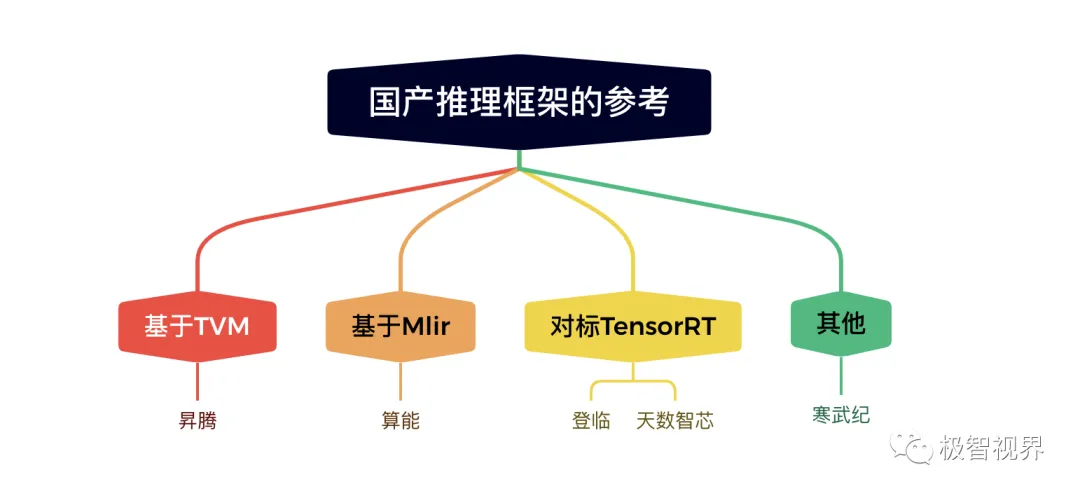 国产推理框架的参考
基于TVM
基于Mlir
对标TensorRT
其他
昇腾
算能
登临
天数智芯
寒武纪
极智视界